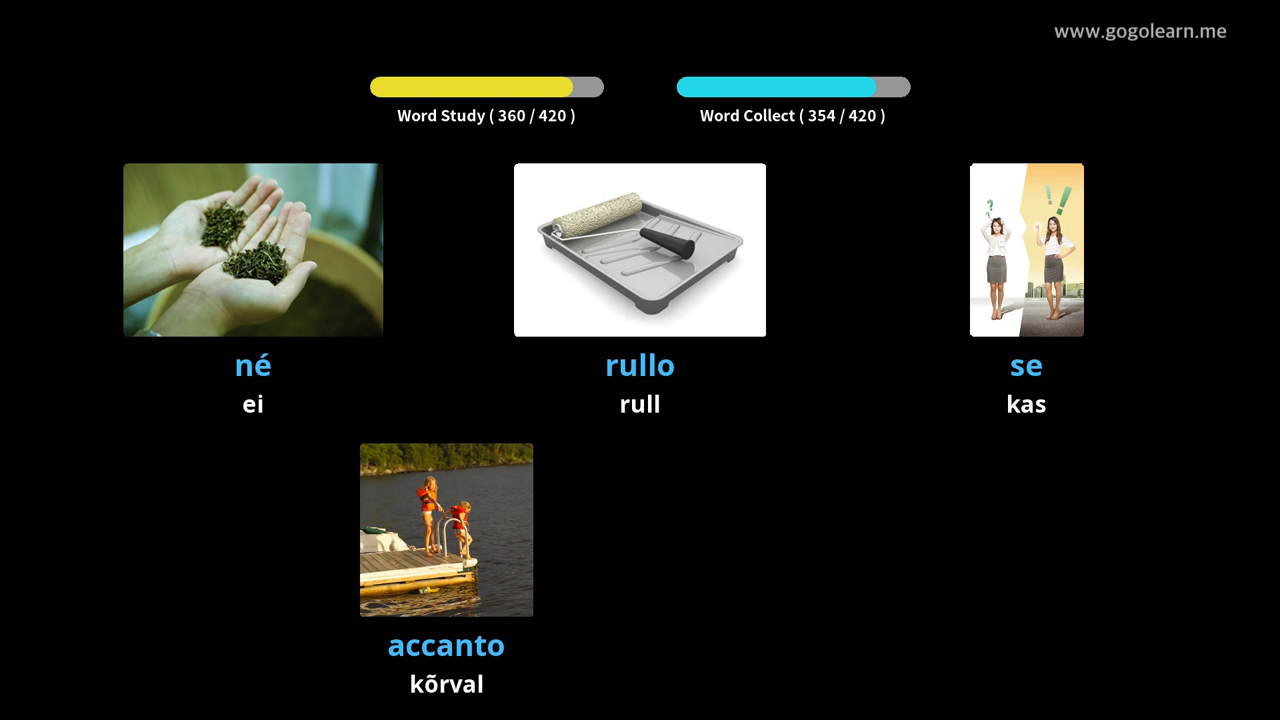 www.gogolearn.me
Word Study ( 360 / 420 )
Word Collect ( 354 / 420 )
né
ei
rullo
rull
se
kas
accanto
kõrval